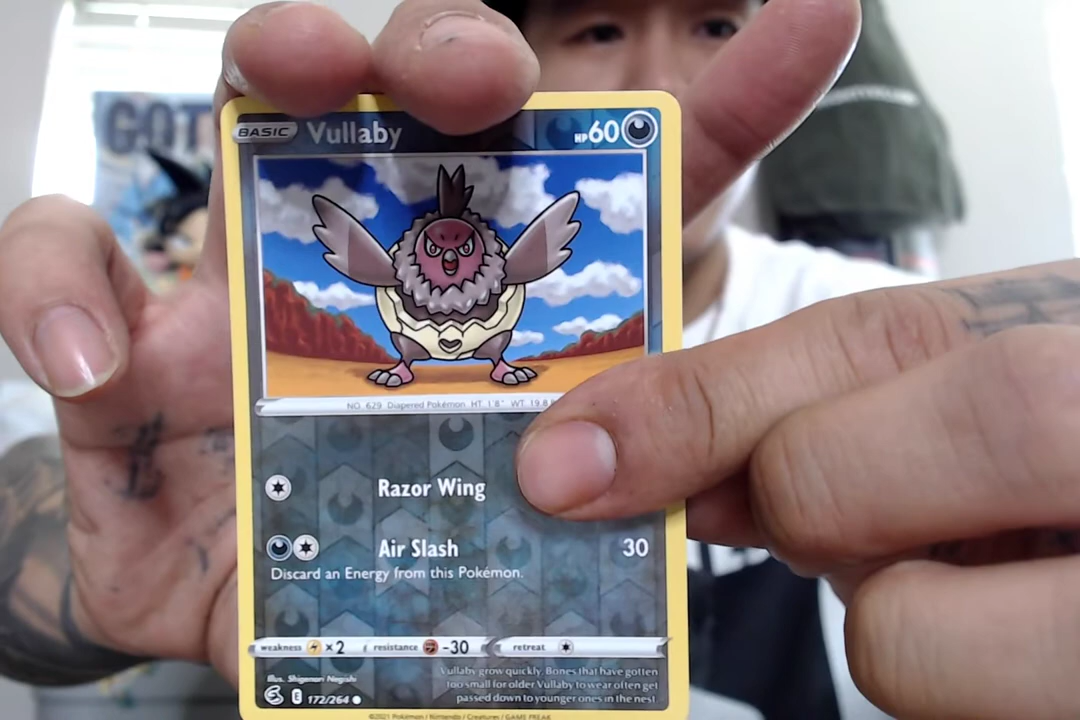 GOT
BASIC Vullaby HP 60
NO. 629 Diapered Pokémon HT. 1'8" WT. 19.8
Razor Wing
Air Slash 30
Discard an Energy from this Pokémon.
weakness ×2 resistance -30 retreat
Illus. Shigenori Negishi
Vullaby grow quickly. Bones that have gotten
too small for older Vullaby to wear often get
passed down to younger ones in the nest.
E 172/264
©2021 Pokémon / Nintendo / Creatures / GAME FREAK